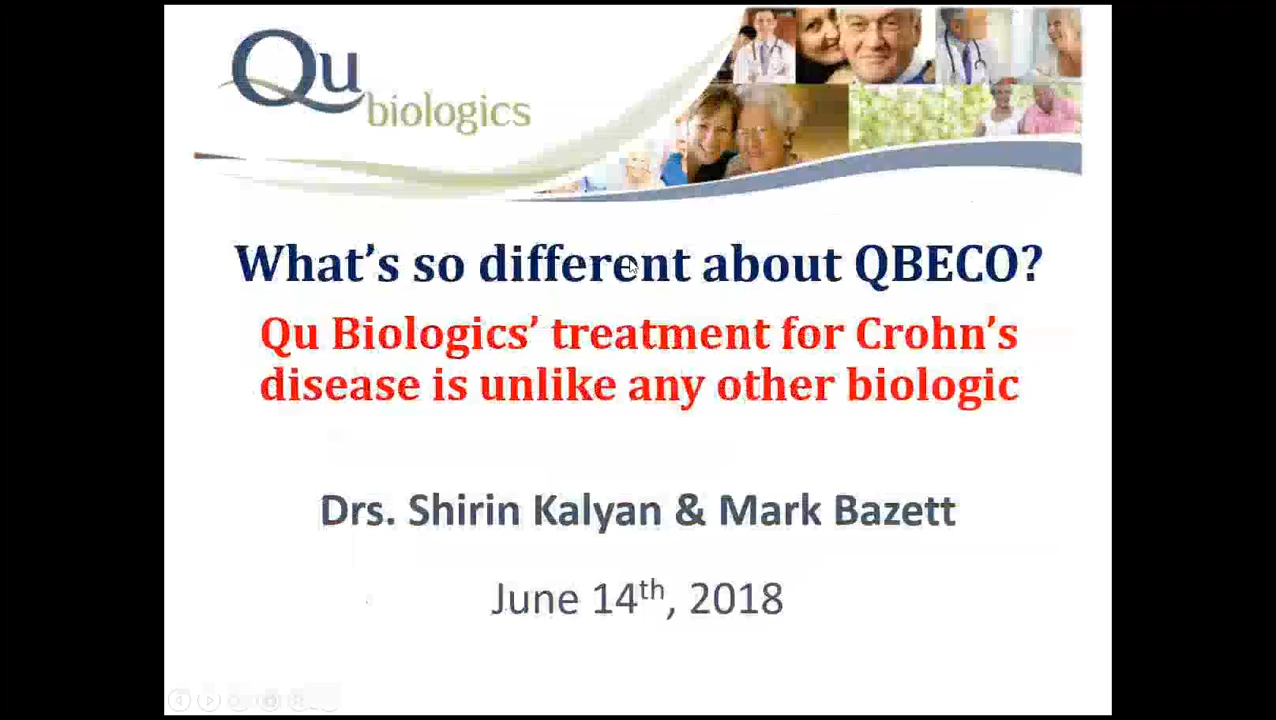 Qu
biologics
What's so different about QBECO?
Qu Biologics' treatment for Crohn's
disease is unlike any other biologic
Drs. Shirin Kalyan & Mark Bazett
June 14th, 2018